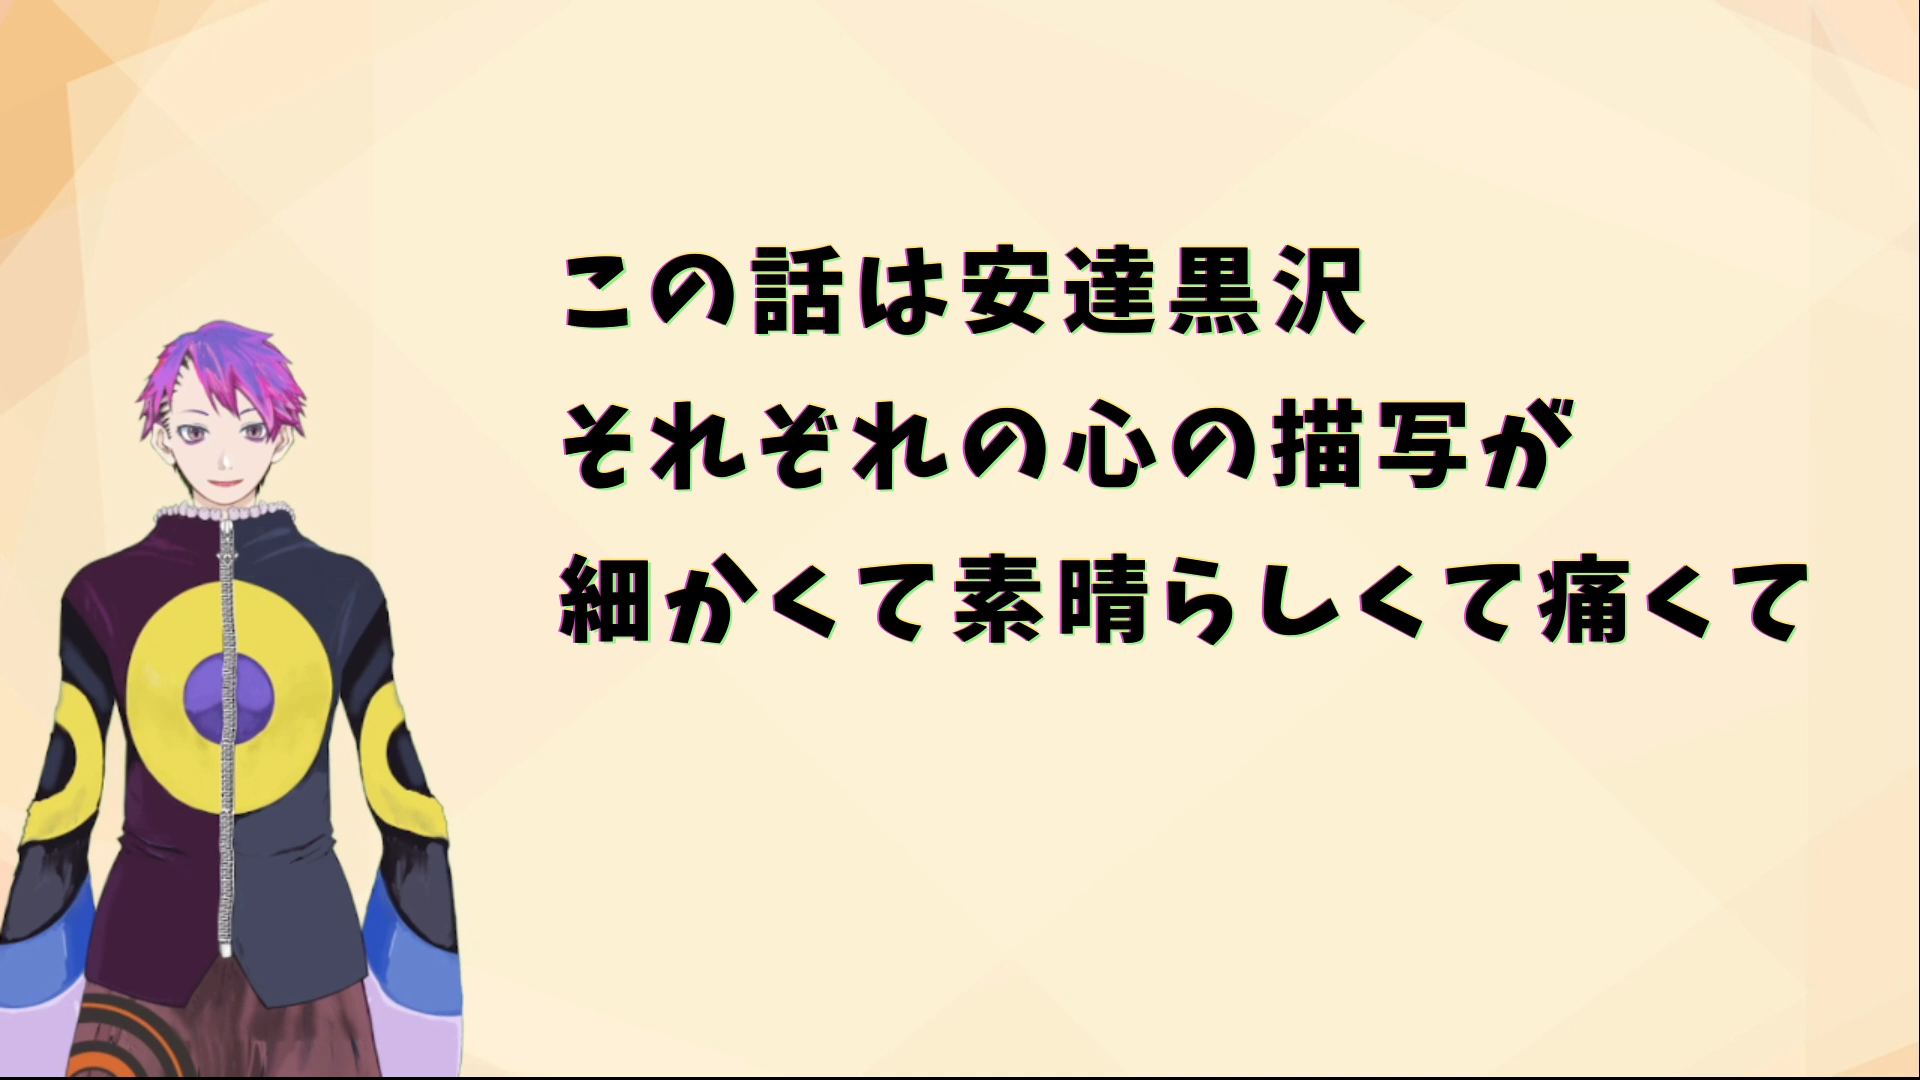 この話は安達黒沢
それぞれの心の描写が
細かくて素晴らしくて痛くて